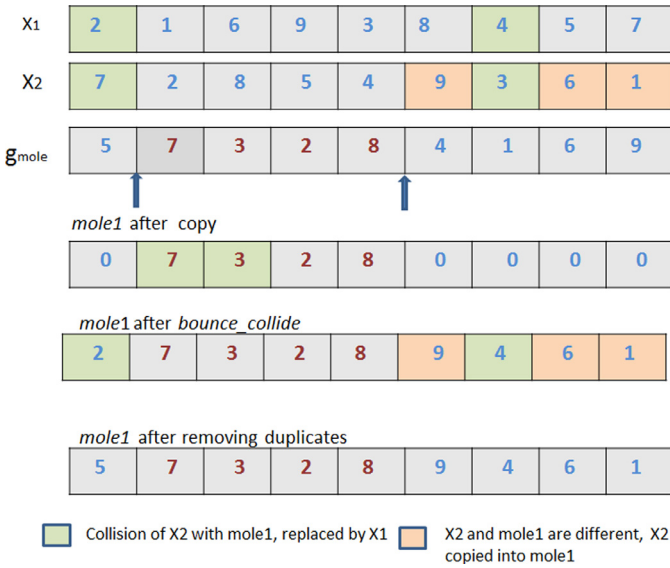 X1 2 1 6 9 3 8 4 5 7
X2 7 2 8 5 4 9 3 6 1
gmole 5 7 3 2 8 4 1 6 9
mole1 after copy
0 7 3 2 8 0 0 0 0
mole1 after bounce_collide
2 7 3 2 8 9 4 6 1
mole1 after removing duplicates
5 7 3 2 8 9 4 6 1
Collision of X2 with mole1, replaced by X1
X2 and mole1 are different, X2
copied into mole1